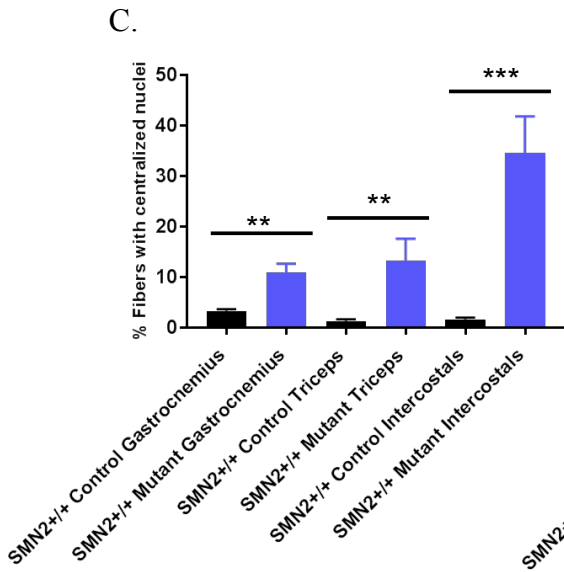 C.
% Fibers with centralized nuclei
50
40
30
20
10
0
**
**
***
SMN2+/+ Control Gastrocnemius
SMN2+/+ Mutant Gastrocnemius
SMN2+/+ Control Triceps
SMN2+/+ Mutant Triceps
SMN2+/+ Control Intercostals
SMN2+/+ Mutant Intercostals
SMN2+